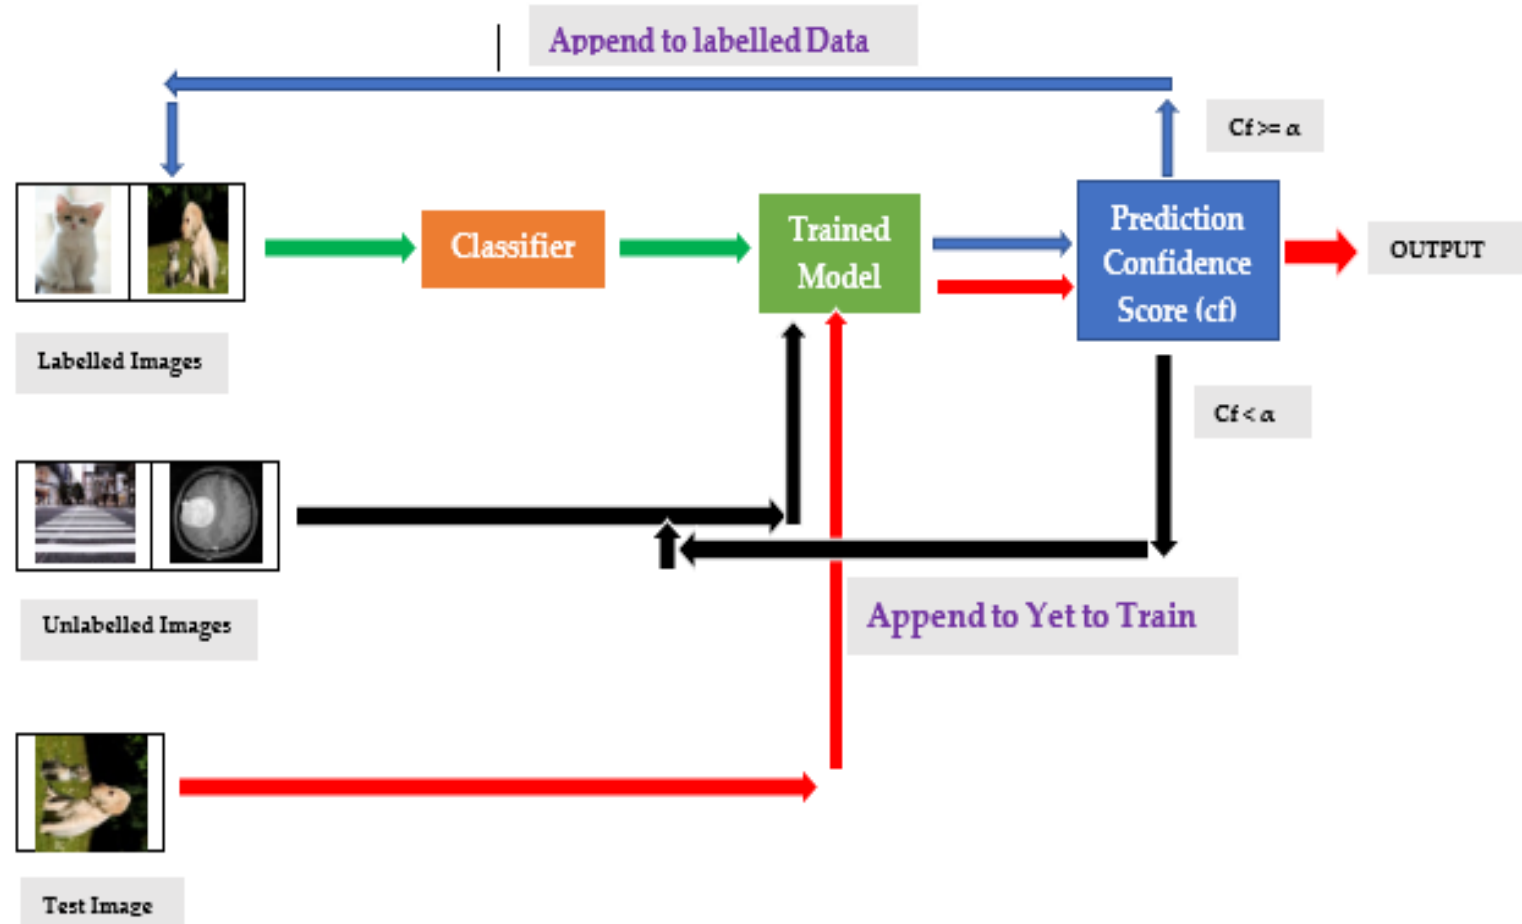 Append to labelled Data
Cf >= α
Classifier
Trained
Model
Prediction
Confidence
Score (cf)
OUTPUT
Labelled Images
Cf < α
Unlabelled Images
Append to Yet to Train
Test Image